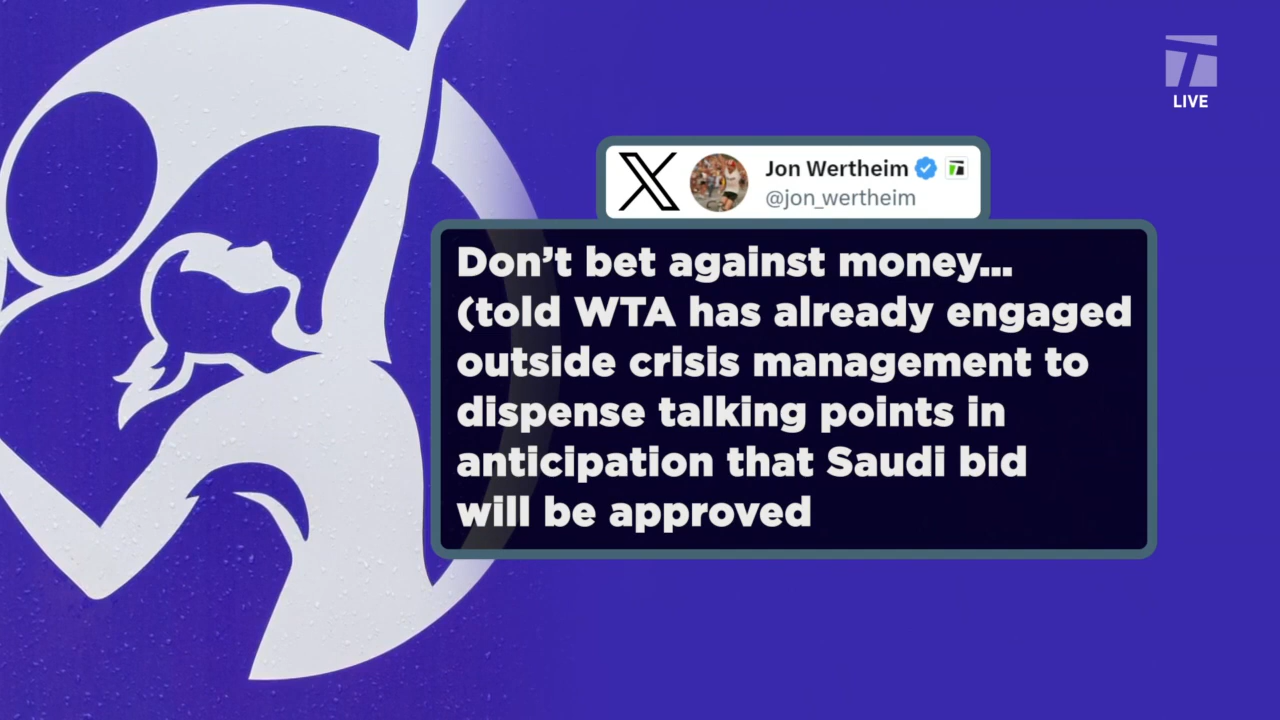 LIVE
Jon Wertheim
@jon_wertheim
Don't bet against money...
(told WTA has already engaged
outside crisis management to
dispense talking points in
anticipation that Saudi bid
will be approved